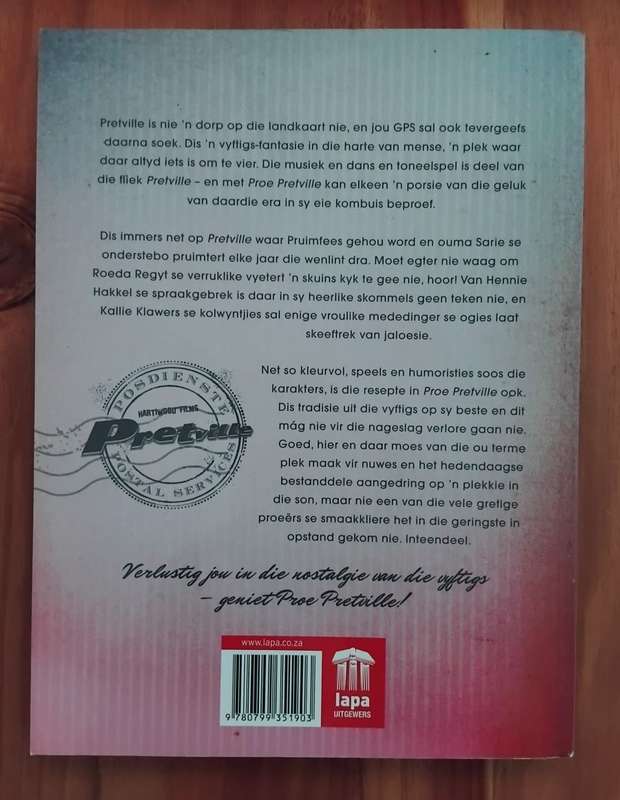 Pretville is nie 'n dorp op die landkaart nie, en jou GPS sal ook tevergeefs
daarna soek. Dis 'n vyftigs-fantasie in die harte van mense, 'n plek waar
daar altyd iets is om te vier. Die musiek en dans en toneelspel is deel van
die fliek Pretville – en met Proe Pretville kan elkeen 'n porsie van die geluk
van daardie era in sy eie kombuis beproef.
Dis immers net op Pretville waar Pruimfees gehou word en ouma Sarie se
onderstebo pruimtert elke jaar die wenlint dra. Moet egter nie waag om
Roeda Regyt se verruklike vyetert 'n skuins kyk te gee nie, hoor! Van Hennie
Hakkel se spraakgebrek is daar in sy heerlike skommels geen teken nie, en
Kallie Klawers se kolwyntjies sal enige vroulike mededinger se ogies laat
skeeftrek van jaloesie.
Net so kleurvol, speels en humoristies soos die
karakters, is die resepte in Proe Pretville opk.
Dis tradisie uit die vyftigs op sy beste en dit
màg nie vir die nageslag verlore gaan nie.
Goed, hier en daar moes van die ou terme
plek maak vir nuwes en het hedendaagse
bestanddele aangedring op 'n plekkie in
die son, maar nie een van die vele gretige
proeërs se smaakkliere het in die geringste in
opstand gekom nie. Inteendeel.
POSDIENSTE
HARTIWOOD FILMS
Pretville
POSTAL SERVICES
Verlustig jou in die nostalgie van die vyftigs
– geniet Proe Pretville!
www.lapa.co.za
9 780799 351903
lapa
UITGEWERS